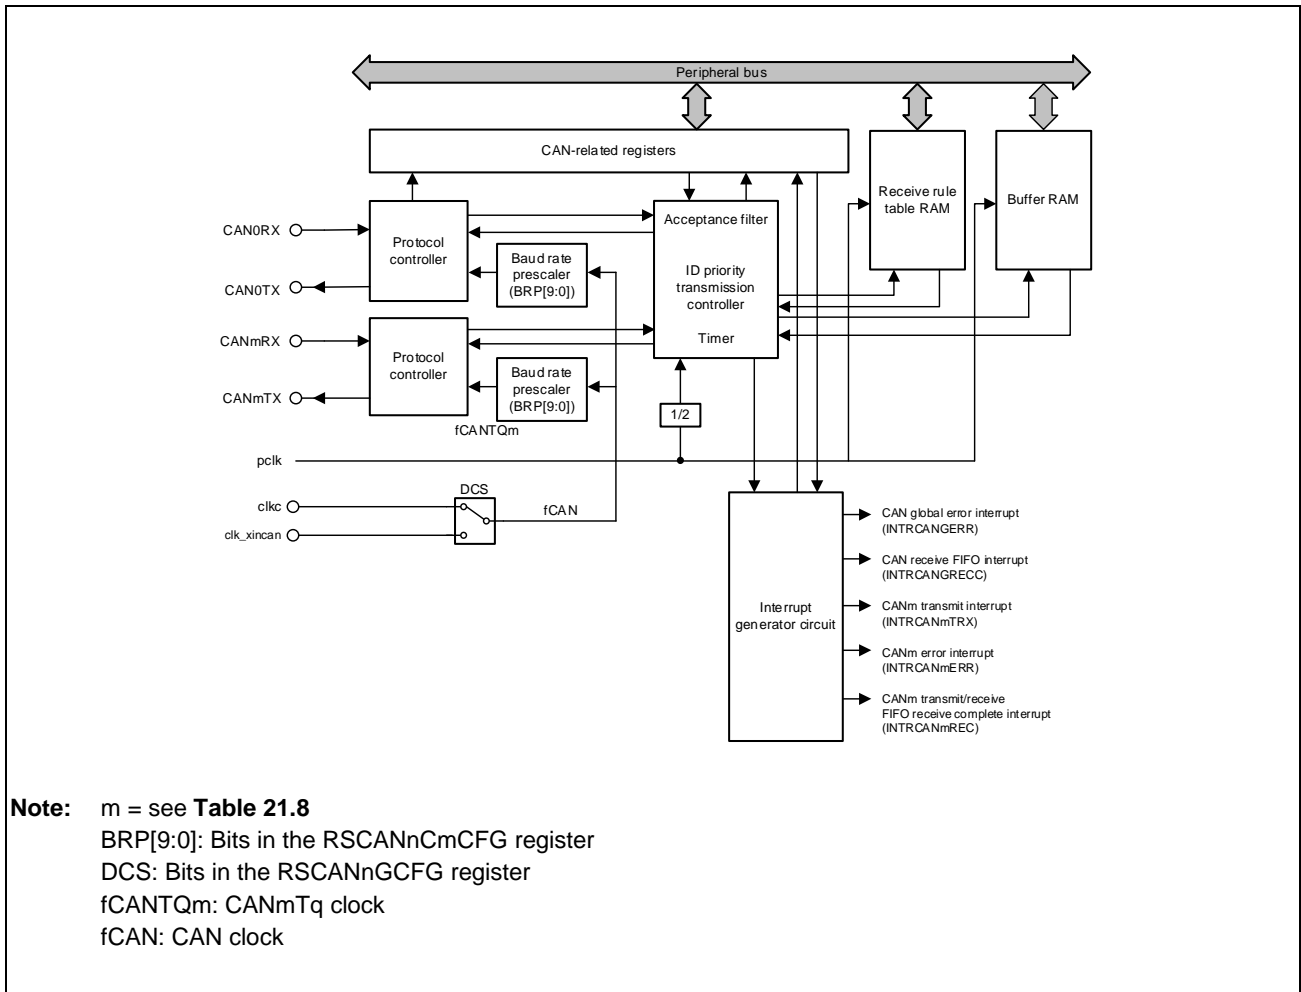 Peripheral bus
CAN-related registers
Receive rule
table RAM
Buffer RAM
CAN0RX
CAN0TX
Protocol
controller
Baud rate
prescaler
(BRP[9:0])
Acceptance filter
ID priority
transmission
controller
Timer
CANmRX
CANmTX
Protocol
controller
Baud rate
prescaler
(BRP[9:0])
fCANTQm
1/2
pclk
clkc
clk_xincan
DCS
fCAN
Interrupt
generator circuit
CAN global error interrupt
(INTRCANGERR)
CAN receive FIFO interrupt
(INTRCANGRECC)
CANm transmit interrupt
(INTRCANmTRX)
CANm error interrupt
(INTRCANmERR)
CANm transmit/receive
FIFO receive complete interrupt
(INTRCANmREC)
Note: m = see Table 21.8
BRP[9:0]: Bits in the RSCANnCmCFG register
DCS: Bits in the RSCANnGCFG register
fCANTQm: CANmTq clock
fCAN: CAN clock